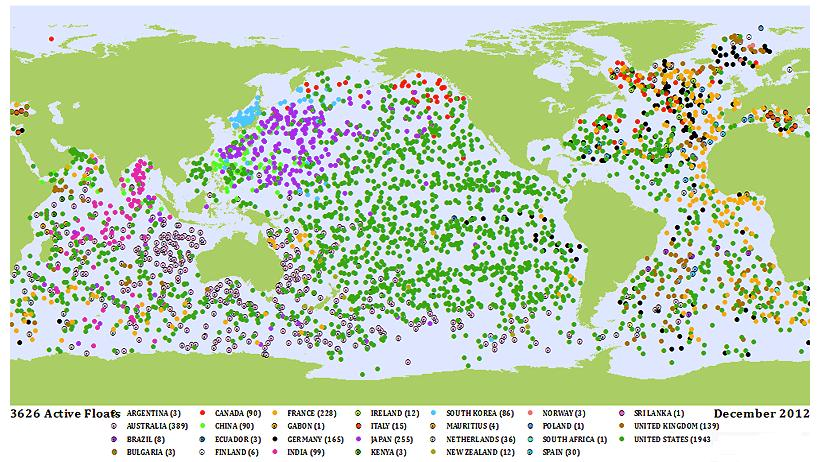 3626 Active Floats ARGENTINA (3) CANADA (90) FRANCE (228) IRELAND (12) SOUTH KOREA (86) NORWAY (3) SRI LANKA (1) December 2012
AUSTRALIA (389) CHINA (90) GABON (1) ITALY (15) MAURITIUS (4) POLAND (1) UNITED KINGDOM (139)
BRAZIL (8) ECUADOR (3) GERMANY (165) JAPAN (255) NETHERLANDS (36) SOUTH AFRICA (1) UNITED STATES (1943
BULGARIA (3) FINLAND (6) INDIA (99) KENYA (3) NEW ZEALAND (12) SPAIN (30)